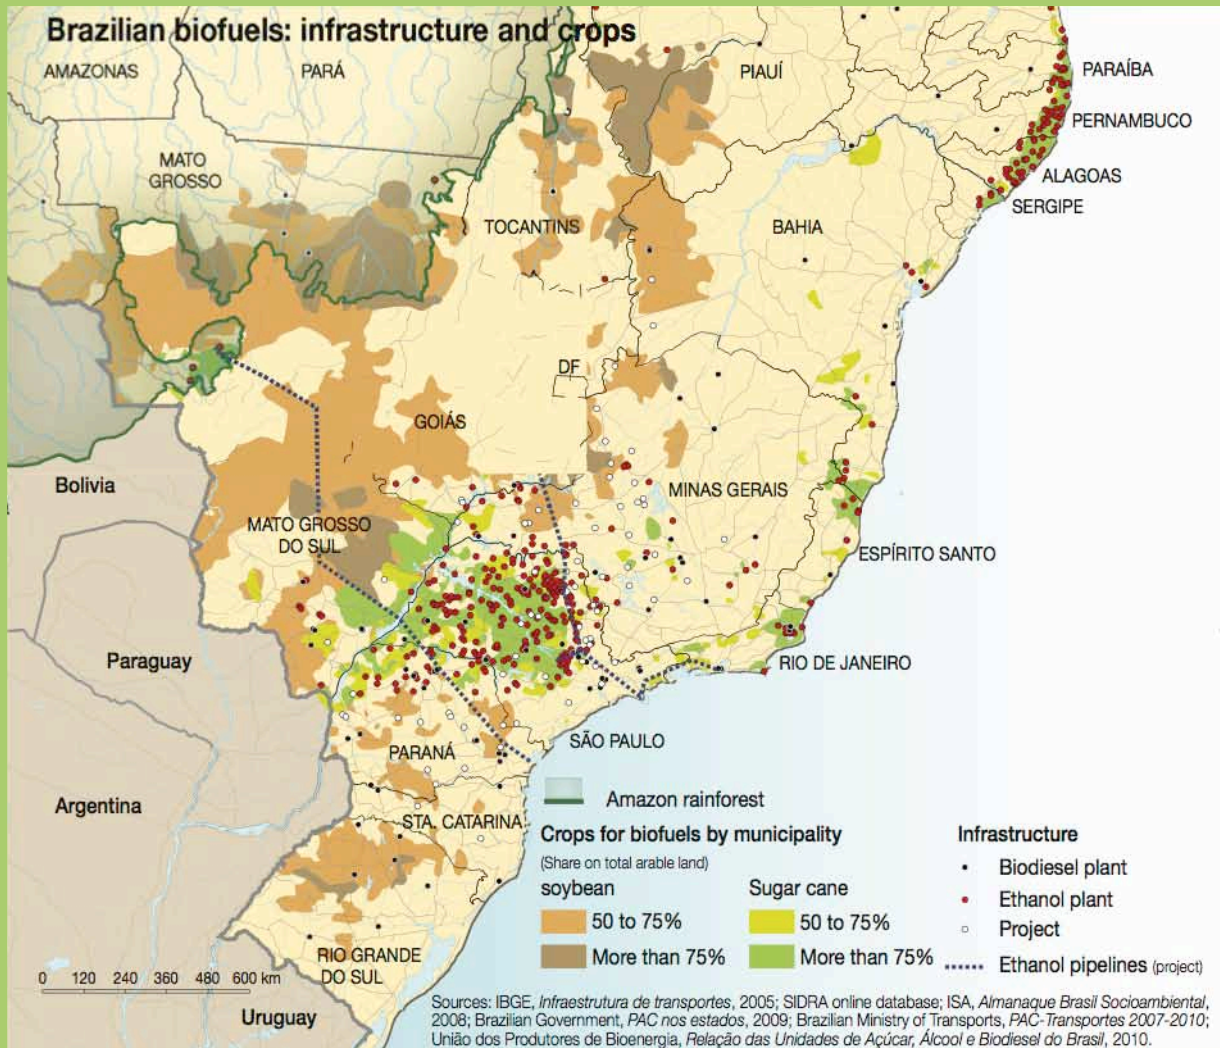 Brazilian biofuels: infrastructure and crops
AMAZONAS
PARÁ
PIAUÍ
PARAÍBA
PERNAMBUCO
MATO
GROSSO
ALAGOAS
SERGIPE
TOCANTINS
BAHIA
DF
GOIÁS
Bolivia
MINAS GERAIS
MATO GROSSO
DO SUL
ESPÍRITO SANTO
Paraguay
RIO DE JANEIRO
SÃO PAULO
PARANÁ
Argentina
STA. CATARINA
RIO GRANDE
DO SUL
0 120 240 360 480 600 km
Uruguay
Amazon rainforest
Crops for biofuels by municipality
(Share on total arable land)
soybean
50 to 75%
More than 75%
Sugar cane
50 to 75%
More than 75%
Infrastructure
Biodiesel plant
Ethanol plant
Project
Ethanol pipelines (project)
Sources: IBGE, Infraestrutura de transportes, 2005; SIDRA online database; ISA, Almanaque Brasil Socioambiental,
2008; Brazilian Government, PAC nos estados, 2009; Brazilian Ministry of Transports, PAC-Transportes 2007-2010;
União dos Produtores de Bioenergia, Relação das Unidades de Açúcar, Álcool e Biodiesel do Brasil, 2010.